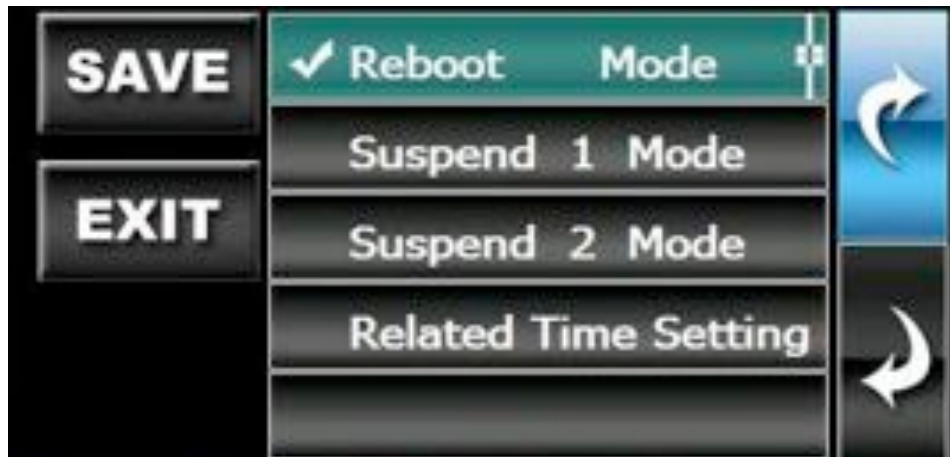 SAVE
EXIT
Reboot Mode
Suspend 1 Mode
Suspend 2 Mode
Related Time Setting